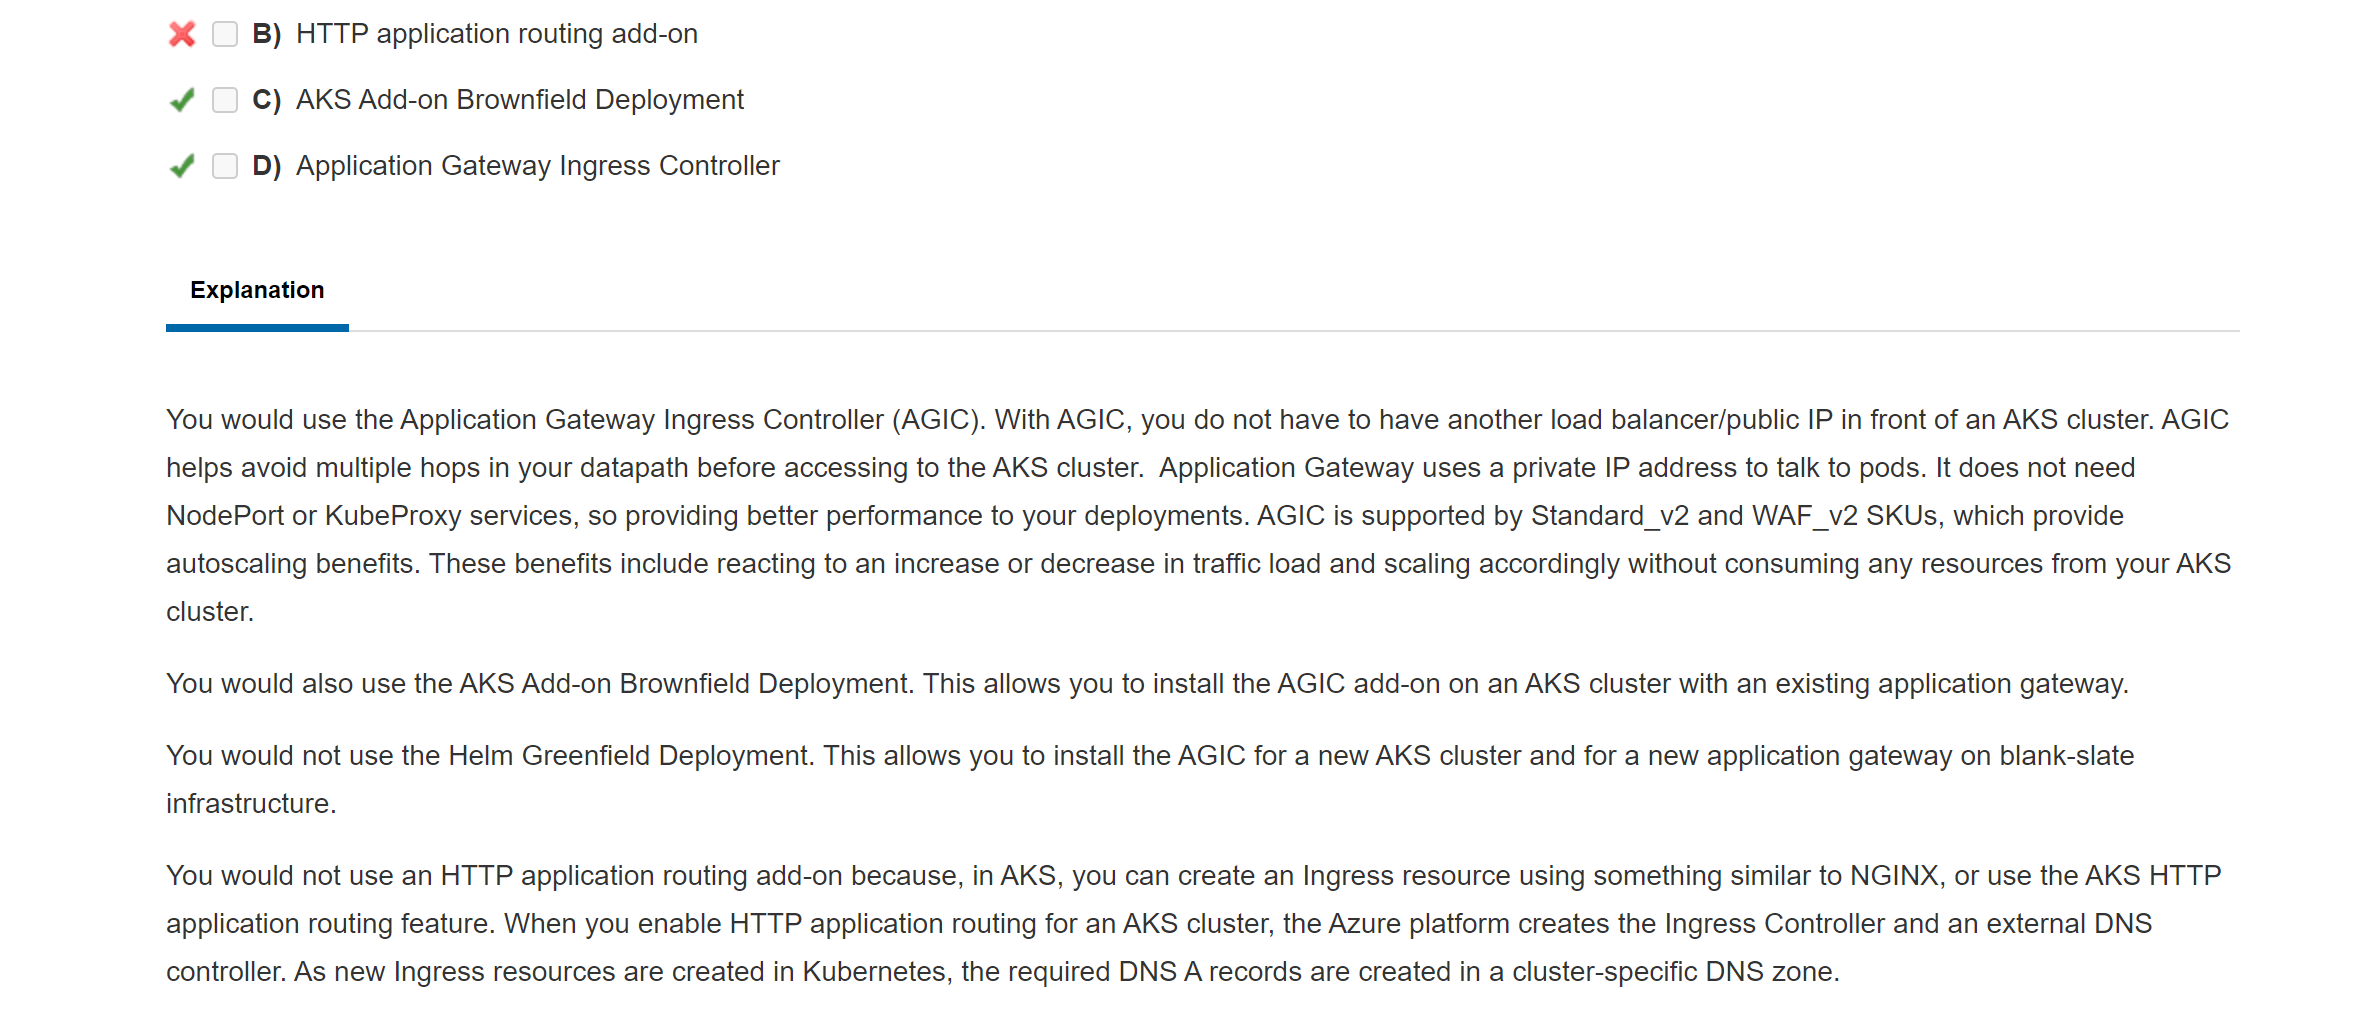 B) HTTP application routing add-on
C) AKS Add-on Brownfield Deployment
D) Application Gateway Ingress Controller
Explanation
You would use the Application Gateway Ingress Controller (AGIC). With AGIC, you do not have to have another load balancer/public IP in front of an AKS cluster. AGIC
helps avoid multiple hops in your datapath before accessing to the AKS cluster.  Application Gateway uses a private IP address to talk to pods. It does not need
NodePort or KubeProxy services, so providing better performance to your deployments. AGIC is supported by Standard_v2 and WAF_v2 SKUs, which provide
autoscaling benefits. These benefits include reacting to an increase or decrease in traffic load and scaling accordingly without consuming any resources from your AKS
cluster.
You would also use the AKS Add-on Brownfield Deployment. This allows you to install the AGIC add-on on an AKS cluster with an existing application gateway.
You would not use the Helm Greenfield Deployment. This allows you to install the AGIC for a new AKS cluster and for a new application gateway on blank-slate
infrastructure.
You would not use an HTTP application routing add-on because, in AKS, you can create an Ingress resource using something similar to NGINX, or use the AKS HTTP
application routing feature. When you enable HTTP application routing for an AKS cluster, the Azure platform creates the Ingress Controller and an external DNS
controller. As new Ingress resources are created in Kubernetes, the required DNS A records are created in a cluster-specific DNS zone.